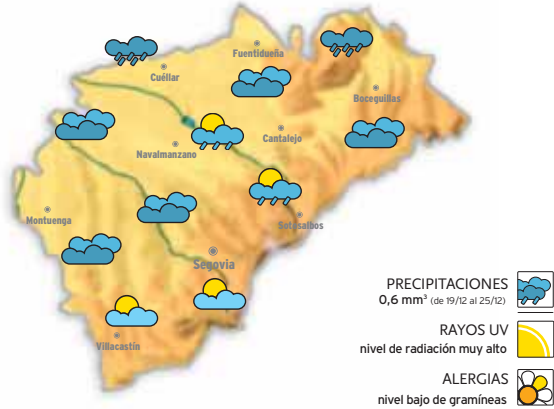 Fuentidueña
Cuéllar
Boceguillas
Cantalejo
Navalmanzano
Montuenga
Sotosalbos
Segovia
Villacastín
PRECIPITACIONES
0,6 mm³ (de 19/12 al 25/12)
RAYOS UV
nivel de radiación muy alto
ALERGIAS
nivel bajo de gramíneas